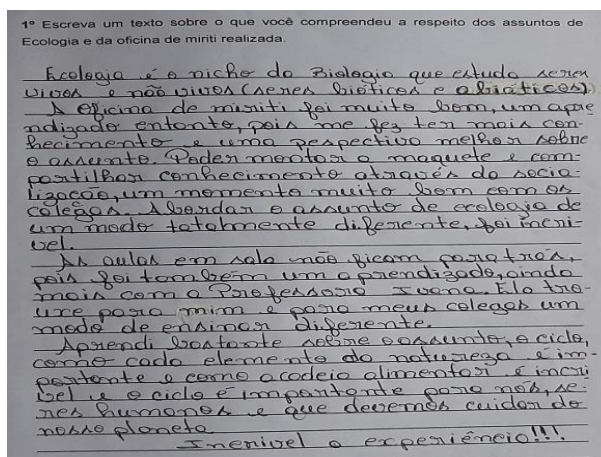 1º Escreva um texto sobre o que você compreendeu a respeito dos assuntos de
Ecologia e da oficina de miriti realizada.
Ecologia é o nicho da Biologia que estuda seres
vivos e não vivos (seres bióticos e abióticos).
A Oficina de miriti foi muito bom, um apre
ndizado entanto, pois me fez ter mais con-
hecimento e uma perspectiva melhor sobre
o assunto. Poder montar a maquete e com-
partilhar conhecimento através da socia-
lização, um momento muito bom com os
colegas. Abordar o assunto de ecologia de
um modo totalmente diferente, foi incrí-
vel.
As aulas em sala não ficam para trás,
pois foi também um aprendizado, ainda
mais com a Professora Ivana. Ela tro-
uxe para mim e para meus colegas um
modo de ensinar diferente.
Aprendi bastante sobre o assunto, o ciclo,
como cada elemento da natureza é im-
portante e como a cadeia alimentar é incrí
vel e o ciclo é importante para nós, se-
res humanos e que devemos cuidar do
nosso planeta
Incrivel a experiência!!!.